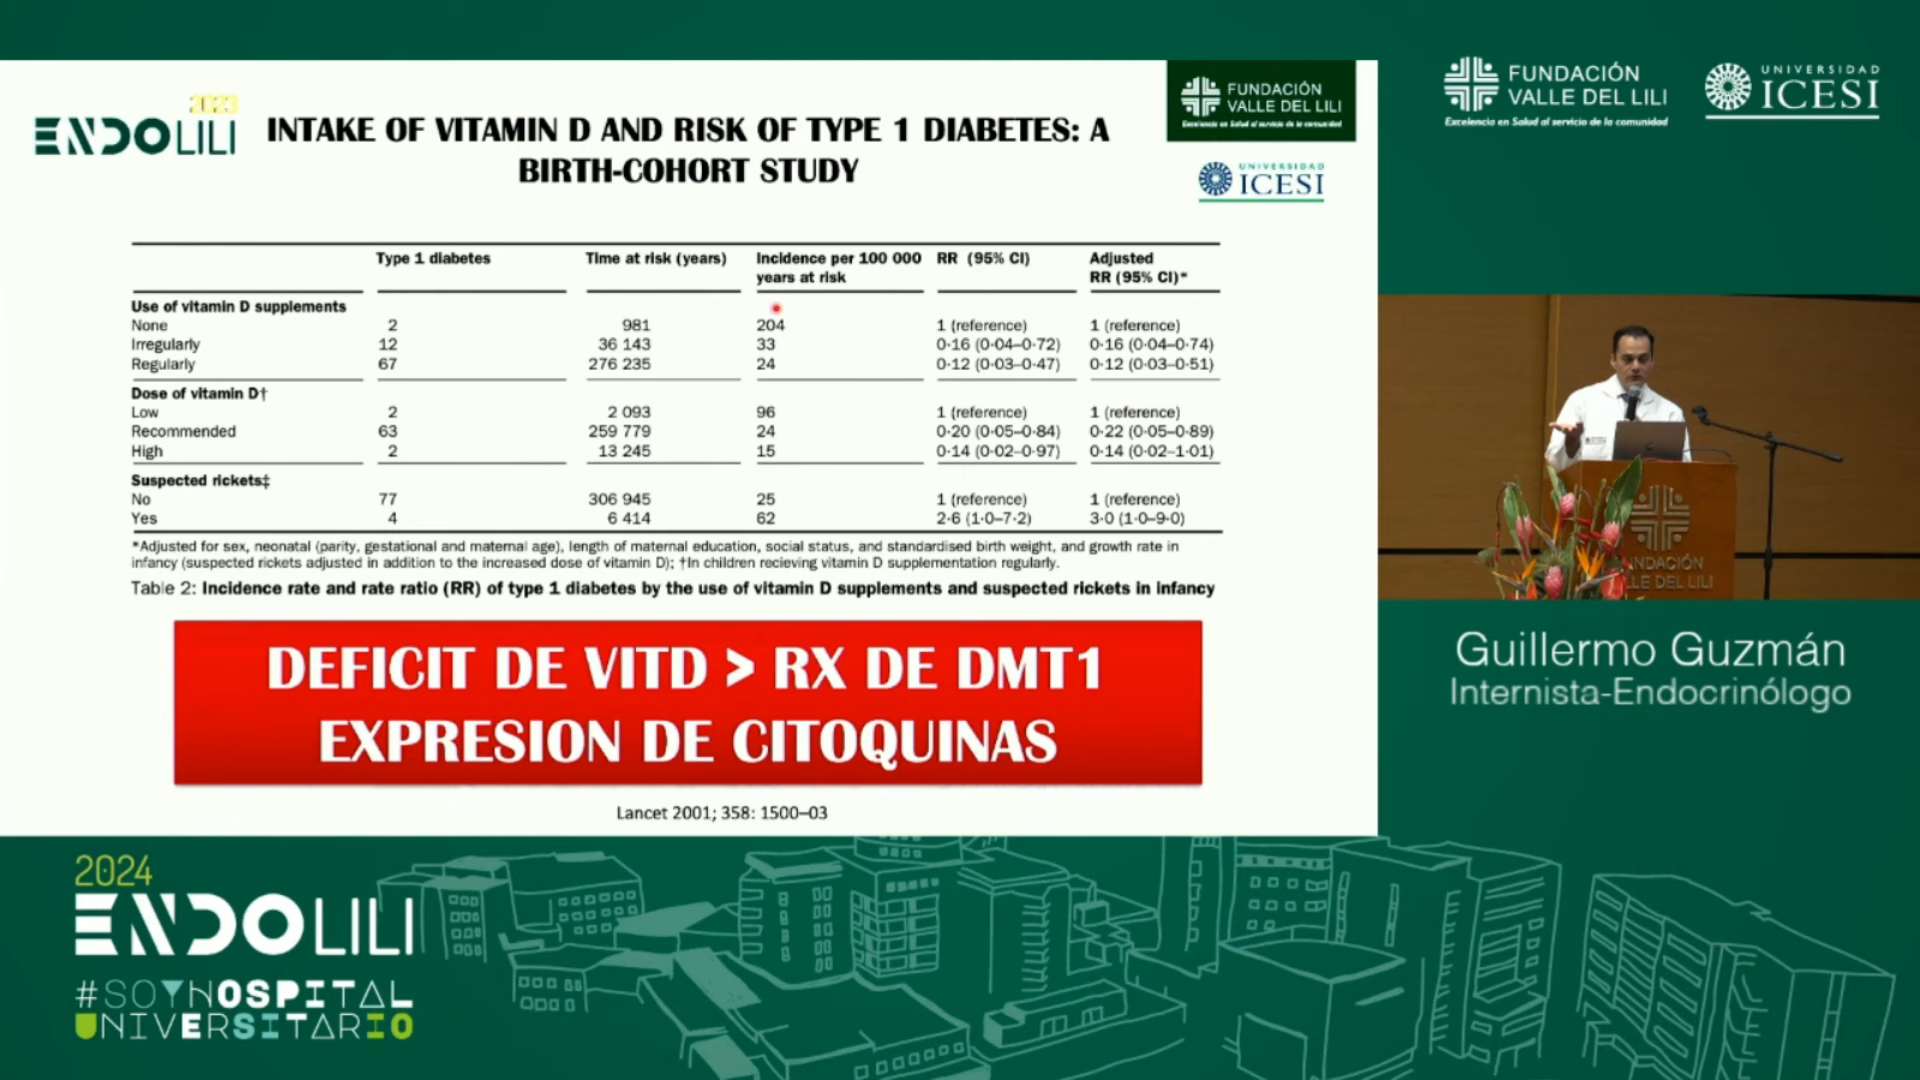 2023
ENDOLILI
INTAKE OF VITAMIN D AND RISK OF TYPE 1 DIABETES: A
BIRTH-COHORT STUDY
FUNDACIÓN
VALLE DEL LILI
Excelencia en Salud al servicio de la comunidad
UNIVERSIDAD
ICESI
Type 1 diabetes Time at risk (years) Incidence per 100 000 years at risk RR (95% CI) Adjusted RR (95% CI)*
Use of vitamin D supplements
None 2 981 204 1 (reference) 1 (reference)
Irregularly 12 36 143 33 0·16 (0·04–0·72) 0·16 (0·04–0·74)
Regularly 67 276 235 24 0·12 (0·03–0·47) 0·12 (0·03–0·51)
Dose of vitamin D†
Low 2 2 093 96 1 (reference) 1 (reference)
Recommended 63 259 779 24 0·20 (0·05–0·84) 0·22 (0·05–0·89)
High 2 13 245 15 0·14 (0·02–0·97) 0·14 (0·02–1·01)
Suspected rickets‡
No 77 306 945 25 1 (reference) 1 (reference)
Yes 4 6 414 62 2·6 (1·0–7·2) 3·0 (1·0–9·0)
*Adjusted for sex, neonatal (parity, gestational and maternal age), length of maternal education, social status, and standardised birth weight, and growth rate in
infancy (suspected rickets adjusted in addition to the increased dose of vitamin D); †In children recieving vitamin D supplementation regularly.
Table 2: Incidence rate and rate ratio (RR) of type 1 diabetes by the use of vitamin D supplements and suspected rickets in infancy
DEFICIT DE VITD > RX DE DMT1
EXPRESION DE CITOQUINAS
Lancet 2001; 358: 1500–03
FUNDACIÓN
VALLE DEL LILI
Excelencia en Salud al servicio de la comunidad
UNIVERSIDAD
ICESI
NDACIÓN
LE DEL LILI
Guillermo Guzmán
Internista-Endocrinólogo
2024
ENDOLILI
#SOYHOSPITAL
UNIVERSITARIO